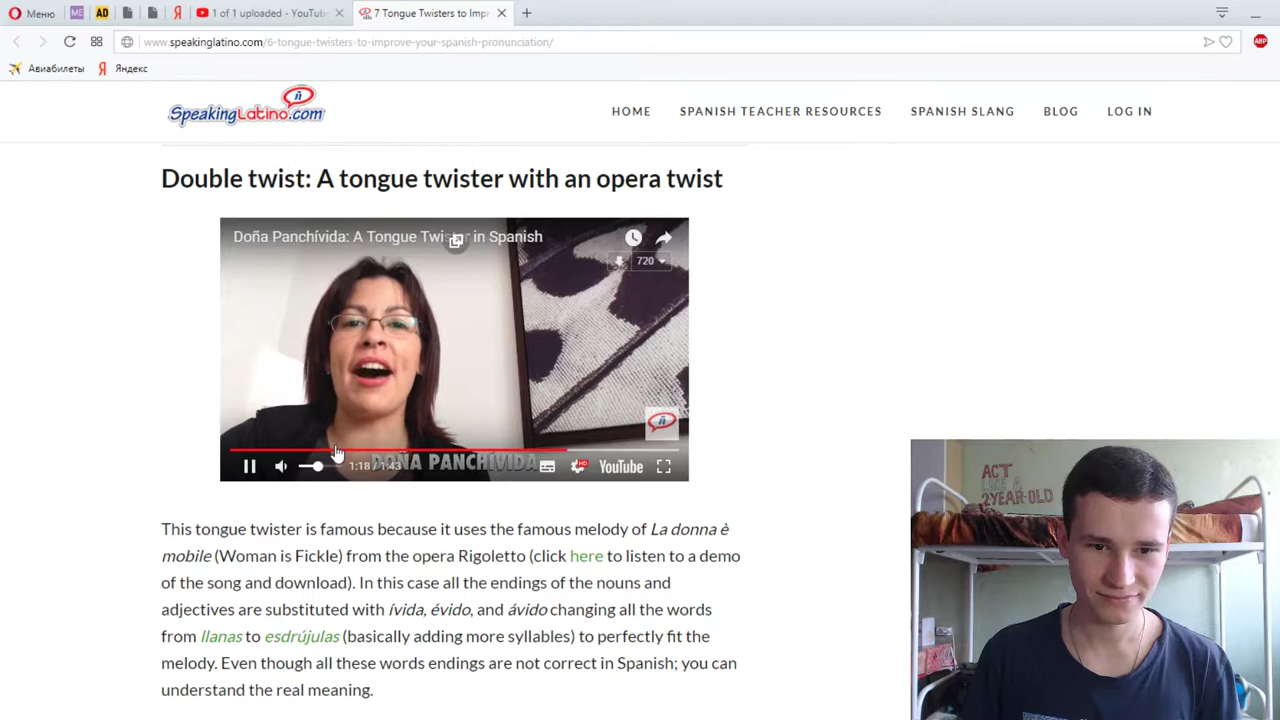 Меню
ME
AD
Я
1 of 1 uploaded - YouTube
7 Tongue Twisters to Impr
www.speakinglatino.com/6-tongue-twisters-to-improve-your-spanish-pronunciation/
ABP
Авиабилеты
Я Яндекс
ñ
SpeakingLatino.com
HOME
SPANISH TEACHER RESOURCES
SPANISH SLANG
BLOG
LOG IN
Double twist: A tongue twister with an opera twist
Doña Panchívida: A Tongue Twister in Spanish
720
ñ
1:18 / 1:43
DOÑA PANCHÍVIDA
HD
YouTube
This tongue twister is famous because it uses the famous melody of La donna è
mobile (Woman is Fickle) from the opera Rigoletto (click here to listen to a demo
of the song and download). In this case all the endings of the nouns and
adjectives are substituted with ívida, évido, and ávido changing all the words
from llanas to esdrújulas (basically adding more syllables) to perfectly fit the
melody. Even though all these words endings are not correct in Spanish; you can
understand the real meaning.
ACT
LIKE A
2YEAR-OLD